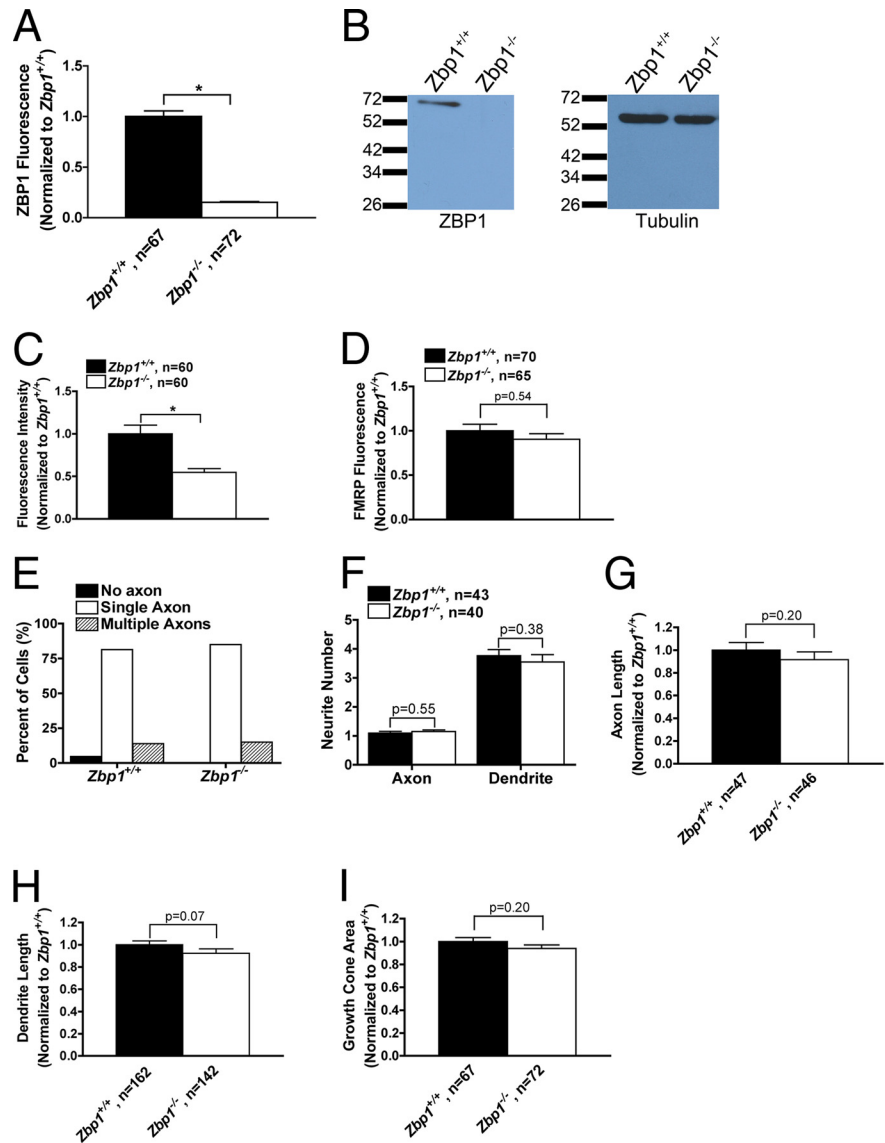 A
ZBP1 Fluorescence
(Normalized to Zbp1+/+)
1.5
1.0
0.5
0.0
*
Zbp1+/+, n=67
Zbp1-/-, n=72
B
Zbp1+/+
Zbp1-/-
72
52
42
34
26
ZBP1
Zbp1+/+
Zbp1-/-
72
52
42
34
26
Tubulin
C
Zbp1+/+, n=60
Zbp1-/-, n=60
Fluorescence Intensity
(Normalized to Zbp1+/+)
1.5
1.0
0.5
0.0
*
D
Zbp1+/+, n=70
Zbp1-/-, n=65
FMRP Fluorescence
(Normalized to Zbp1+/+)
1.5
1.0
0.5
0.0
p=0.54
E
No axon
Single Axon
Multiple Axons
Percent of Cells (%)
100
75
50
25
0
Zbp1+/+
Zbp1-/-
F
Zbp1+/+, n=43
Zbp1-/-, n=40
Neurite Number
5
4
3
2
1
0
p=0.55
p=0.38
Axon
Dendrite
G
Axon Length
(Normalized to Zbp1+/+)
1.2
1.0
0.8
0.6
0.4
0.2
0.0
p=0.20
Zbp1+/+, n=47
Zbp1-/-, n=46
H
Dendrite Length
(Normalized to Zbp1+/+)
1.2
1.0
0.8
0.6
0.4
0.2
0.0
p=0.07
Zbp1+/+, n=162
Zbp1-/-, n=142
I
Growth Cone Area
(Normalized to Zbp1+/+)
1.2
1.0
0.8
0.6
0.4
0.2
0.0
p=0.20
Zbp1+/+, n=67
Zbp1-/-, n=72